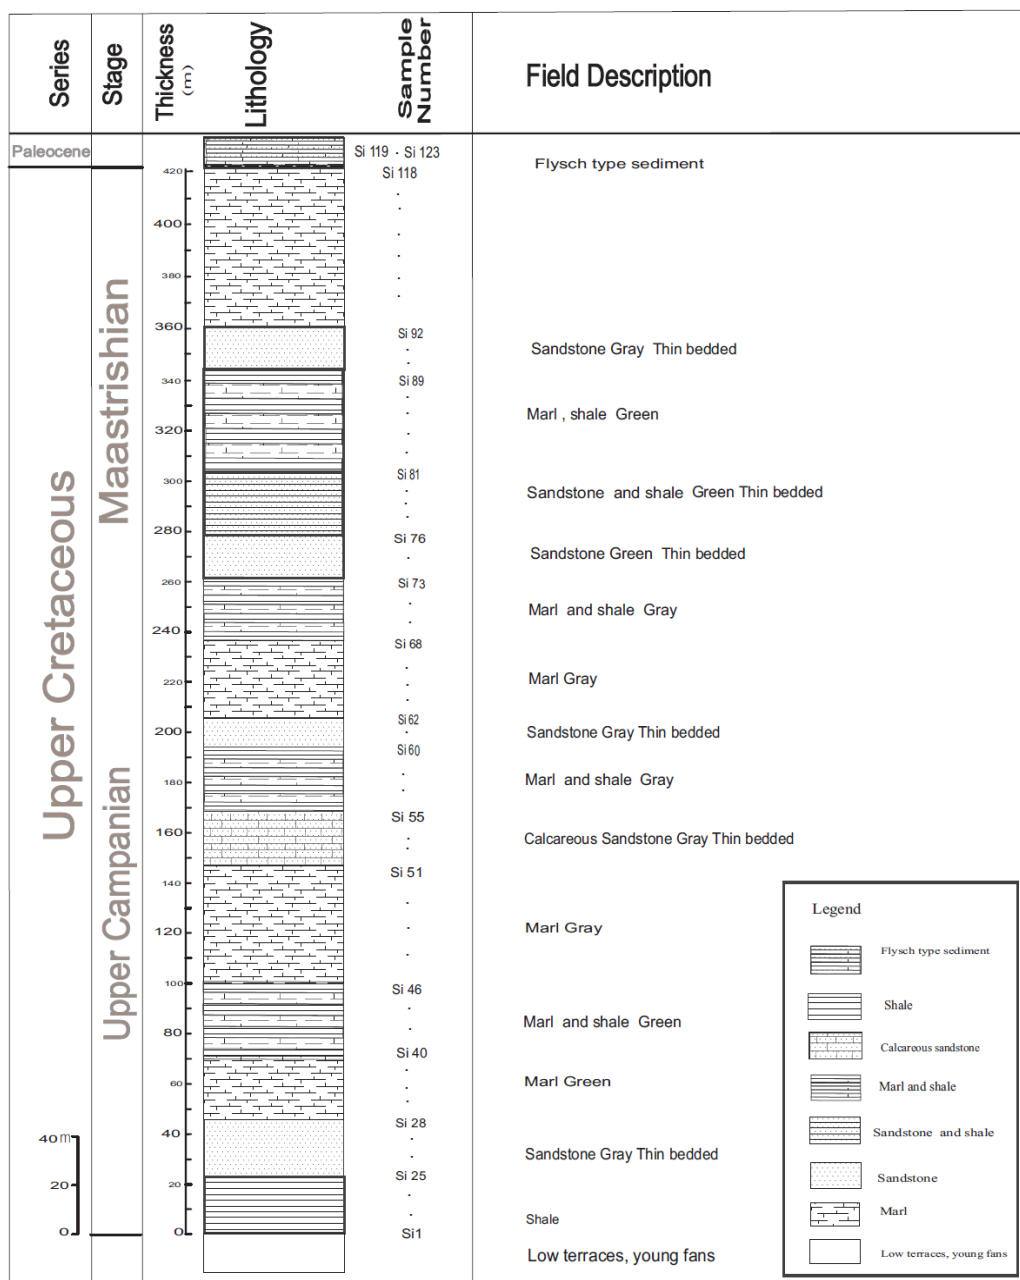 Series
Stage
Thickness
(m)
Lithology
Sample
Number
Field Description
Paleocene
Si 119 - Si 123
Flysch type sediment
420
Si 118
400
380
360
Si 92
Sandstone Gray Thin bedded
340
Si 89
Marl , shale Green
320
Maastrishian
Si 81
300
Sandstone and shale Green Thin bedded
280
Si 76
Sandstone Green Thin bedded
260
Si 73
Marl and shale Gray
240
Si 68
Upper Cretaceous
220
Marl Gray
Si 62
200
Sandstone Gray Thin bedded
Si 60
180
Marl and shale Gray
Si 55
160
Calcareous Sandstone Gray Thin bedded
Si 51
140
120
Marl Gray
Upper Campanian
100
Si 46
80
Marl and shale Green
Si 40
60
Marl Green
Si 28
40
Sandstone Gray Thin bedded
Si 25
20
Shale
0
Si1
Low terraces, young fans
40m
20
0
Legend
Flysch type sediment
Shale
Calcareous sandstone
Marl and shale
Sandstone and shale
Sandstone
Marl
Low terraces, young fans